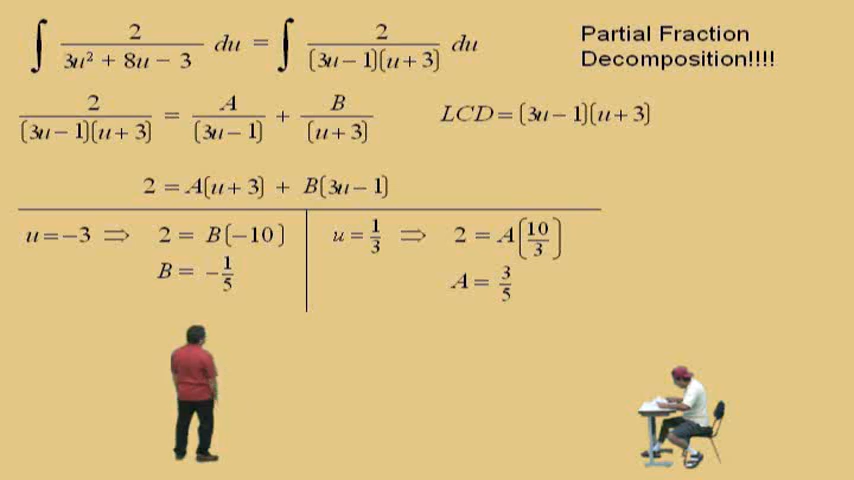 ∫ 2/(3u² + 8u − 3) du = ∫ 2/((3u − 1)(u + 3)) du
Partial Fraction
Decomposition!!!!
2/((3u − 1)(u + 3)) = A/(3u − 1) + B/(u + 3)
LCD = (3u − 1)(u + 3)
2 = A(u + 3) + B(3u − 1)
u = −3 ⇒ 2 = B(−10)
B = −1/5
u = 1/3 ⇒ 2 = A(10/3)
A = 3/5